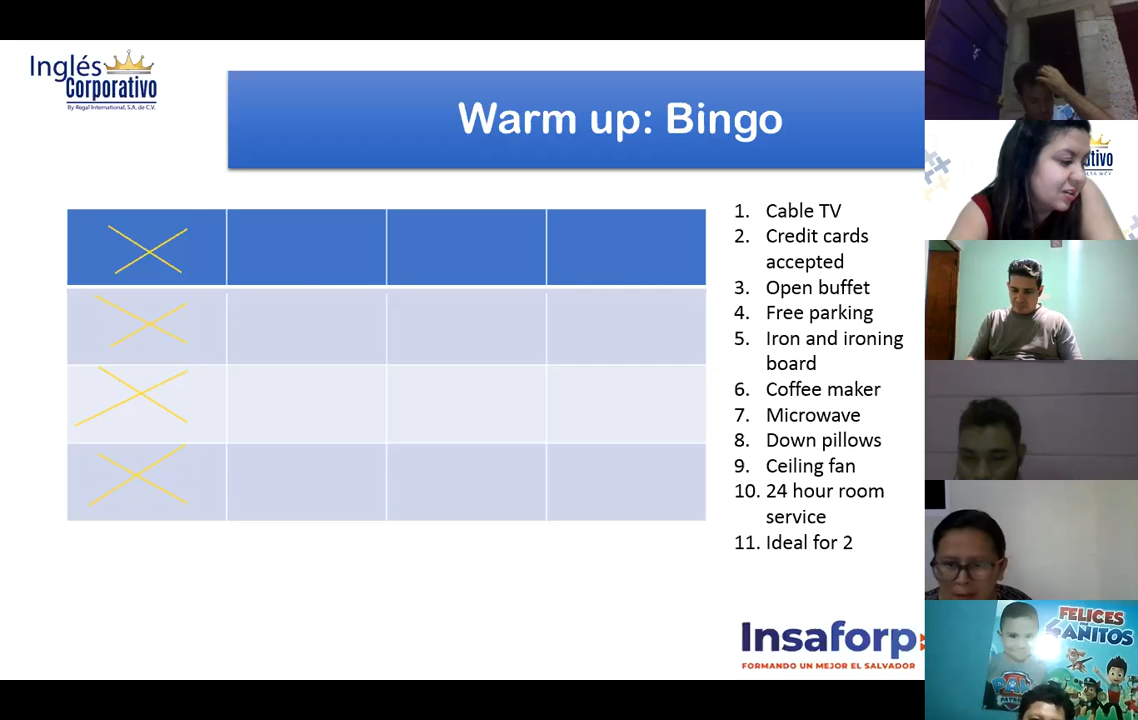 Inglés
Corporativo
By Regal International, S.A. de C.V.
Warm up: Bingo
1. Cable TV
2. Credit cards
accepted
3. Open buffet
4. Free parking
5. Iron and ironing
board
6. Coffee maker
7. Microwave
8. Down pillows
9. Ceiling fan
10. 24 hour room
service
11. Ideal for 2
Insaforp
FORMANDO UN MEJOR EL SALVADOR
FELICES
AÑITOS